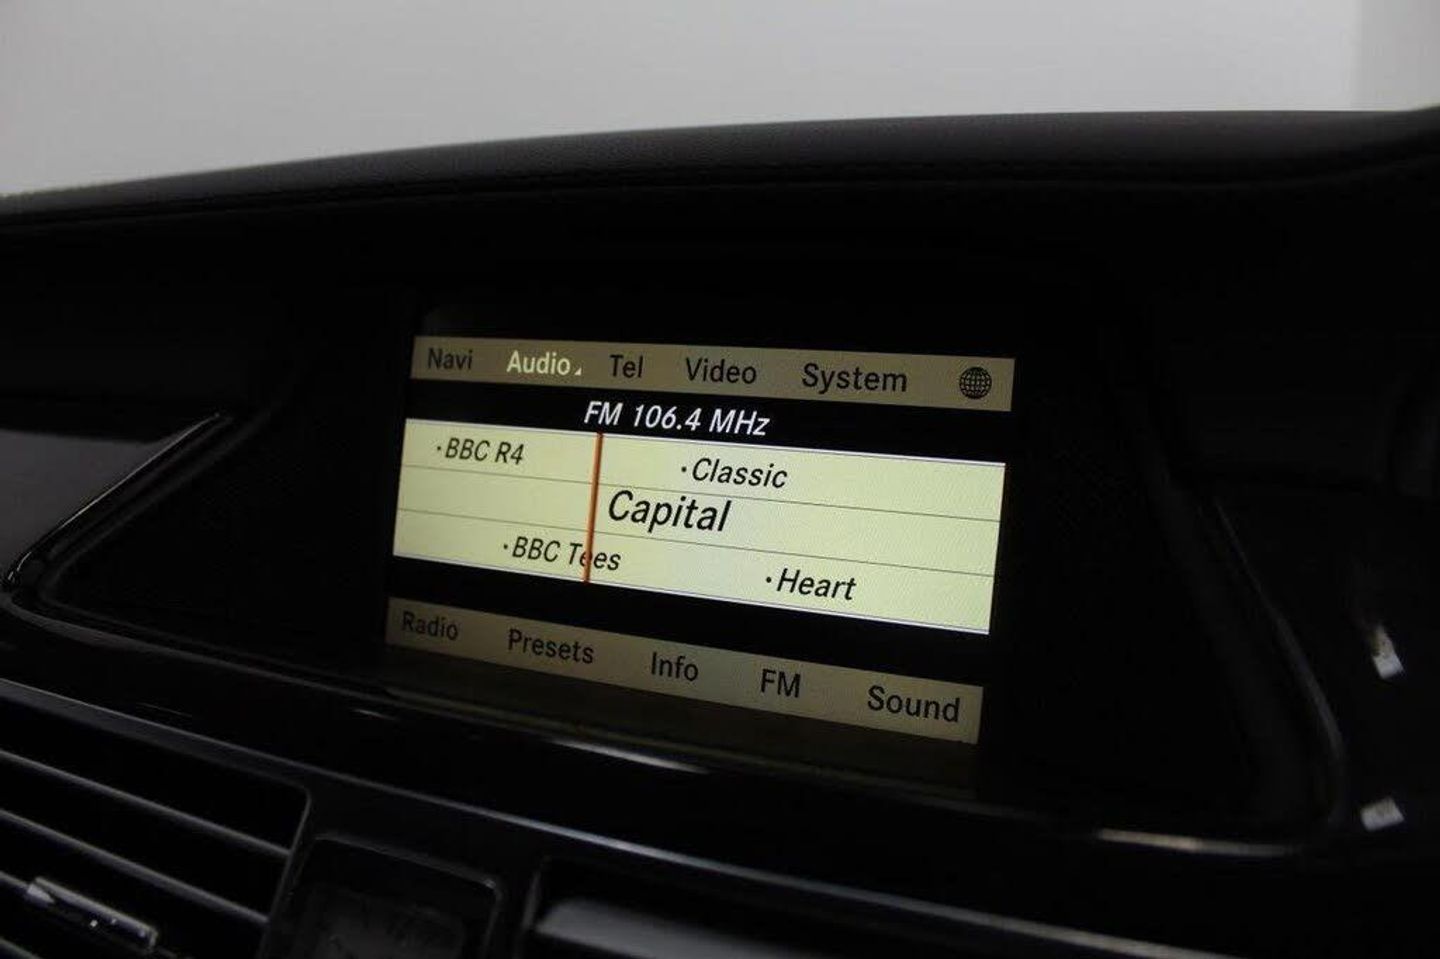 Navi Audio Tel Video System
FM 106.4 MHz
·BBC R4 ·Classic
Capital
·BBC Tees ·Heart
Radio Presets Info FM Sound